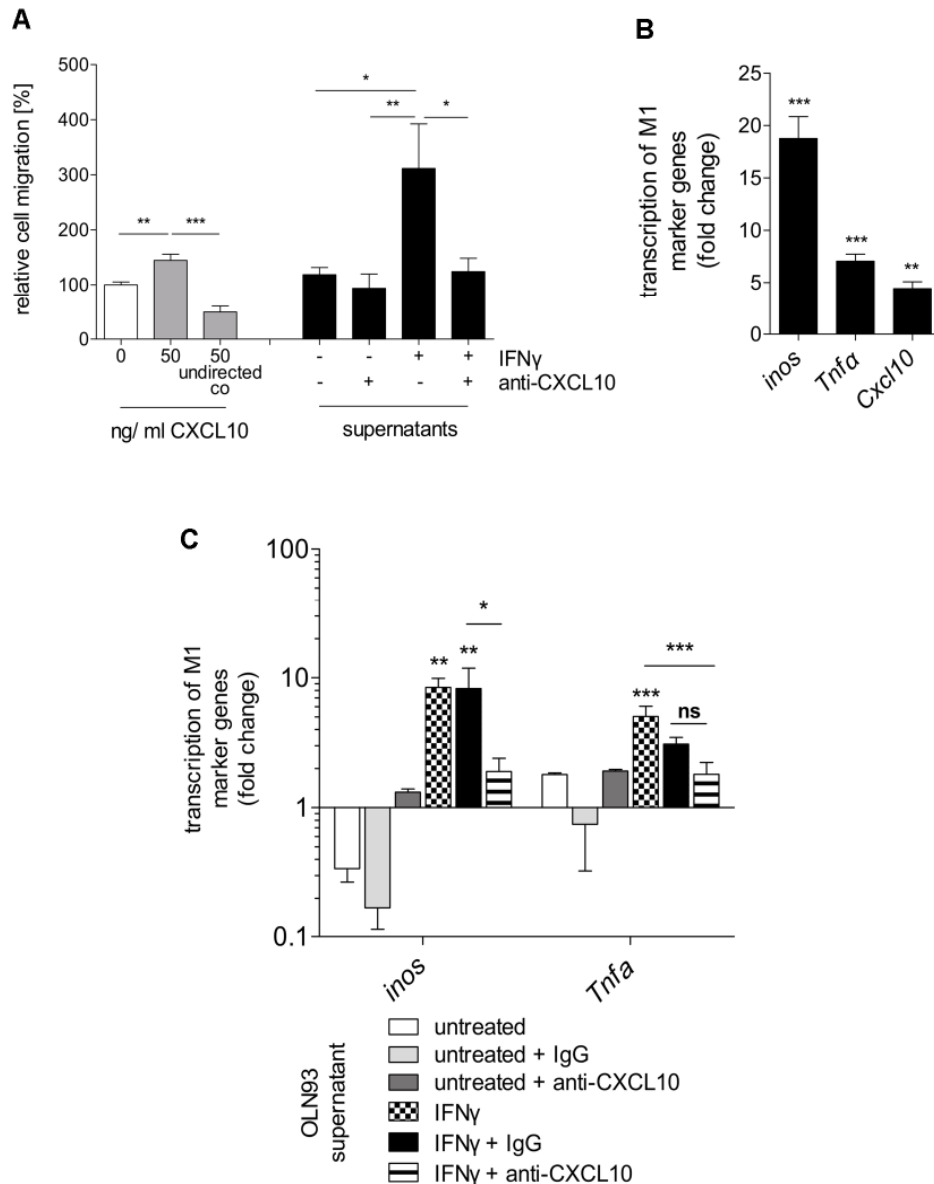 A
relative cell migration [%]
500
400
300
200
100
0
*
** *
** ***
0 50 50
undirected
co
ng/ ml CXCL10
- - + + IFNγ
- + - + anti-CXCL10
supernatants
B
transcription of M1
marker genes
(fold change)
25
20
15
10
5
0
***
***
**
inos Tnfα Cxcl10
C
transcription of M1
marker genes
(fold change)
100
10
1
0.1
*
** **
***
***
ns
inos Tnfa
OLN93
supernatant
untreated
untreated + IgG
untreated + anti-CXCL10
IFNγ
IFNγ + IgG
IFNγ + anti-CXCL10